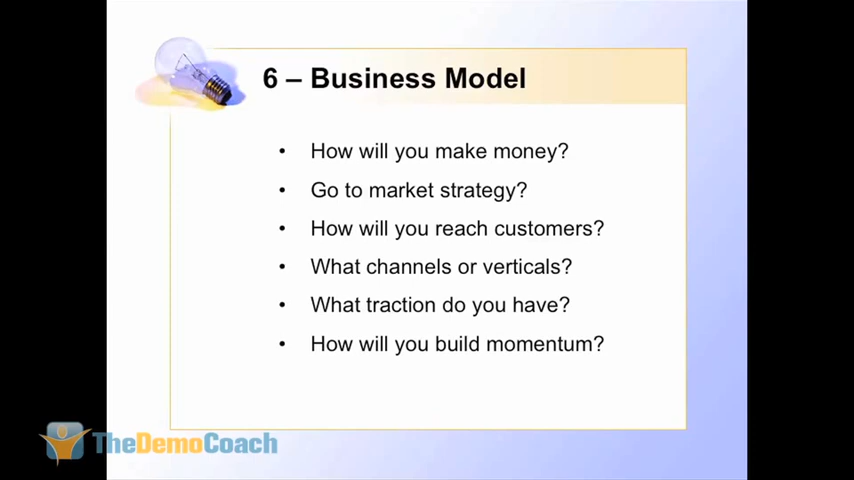 6 – Business Model
• How will you make money?
• Go to market strategy?
• How will you reach customers?
• What channels or verticals?
• What traction do you have?
• How will you build momentum?
TheDemoCoach